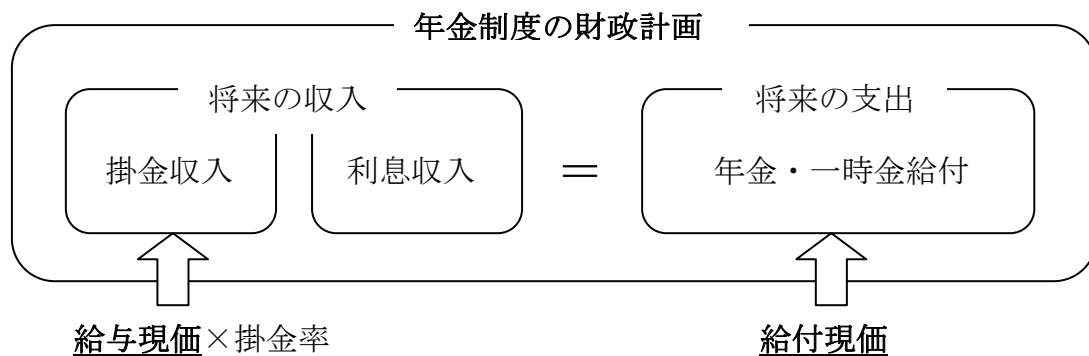 年金制度の財政計画
将来の収入
将来の支出
掛金収入
利息収入
＝
年金・一時金給付
給与現価×掛金率
給付現価